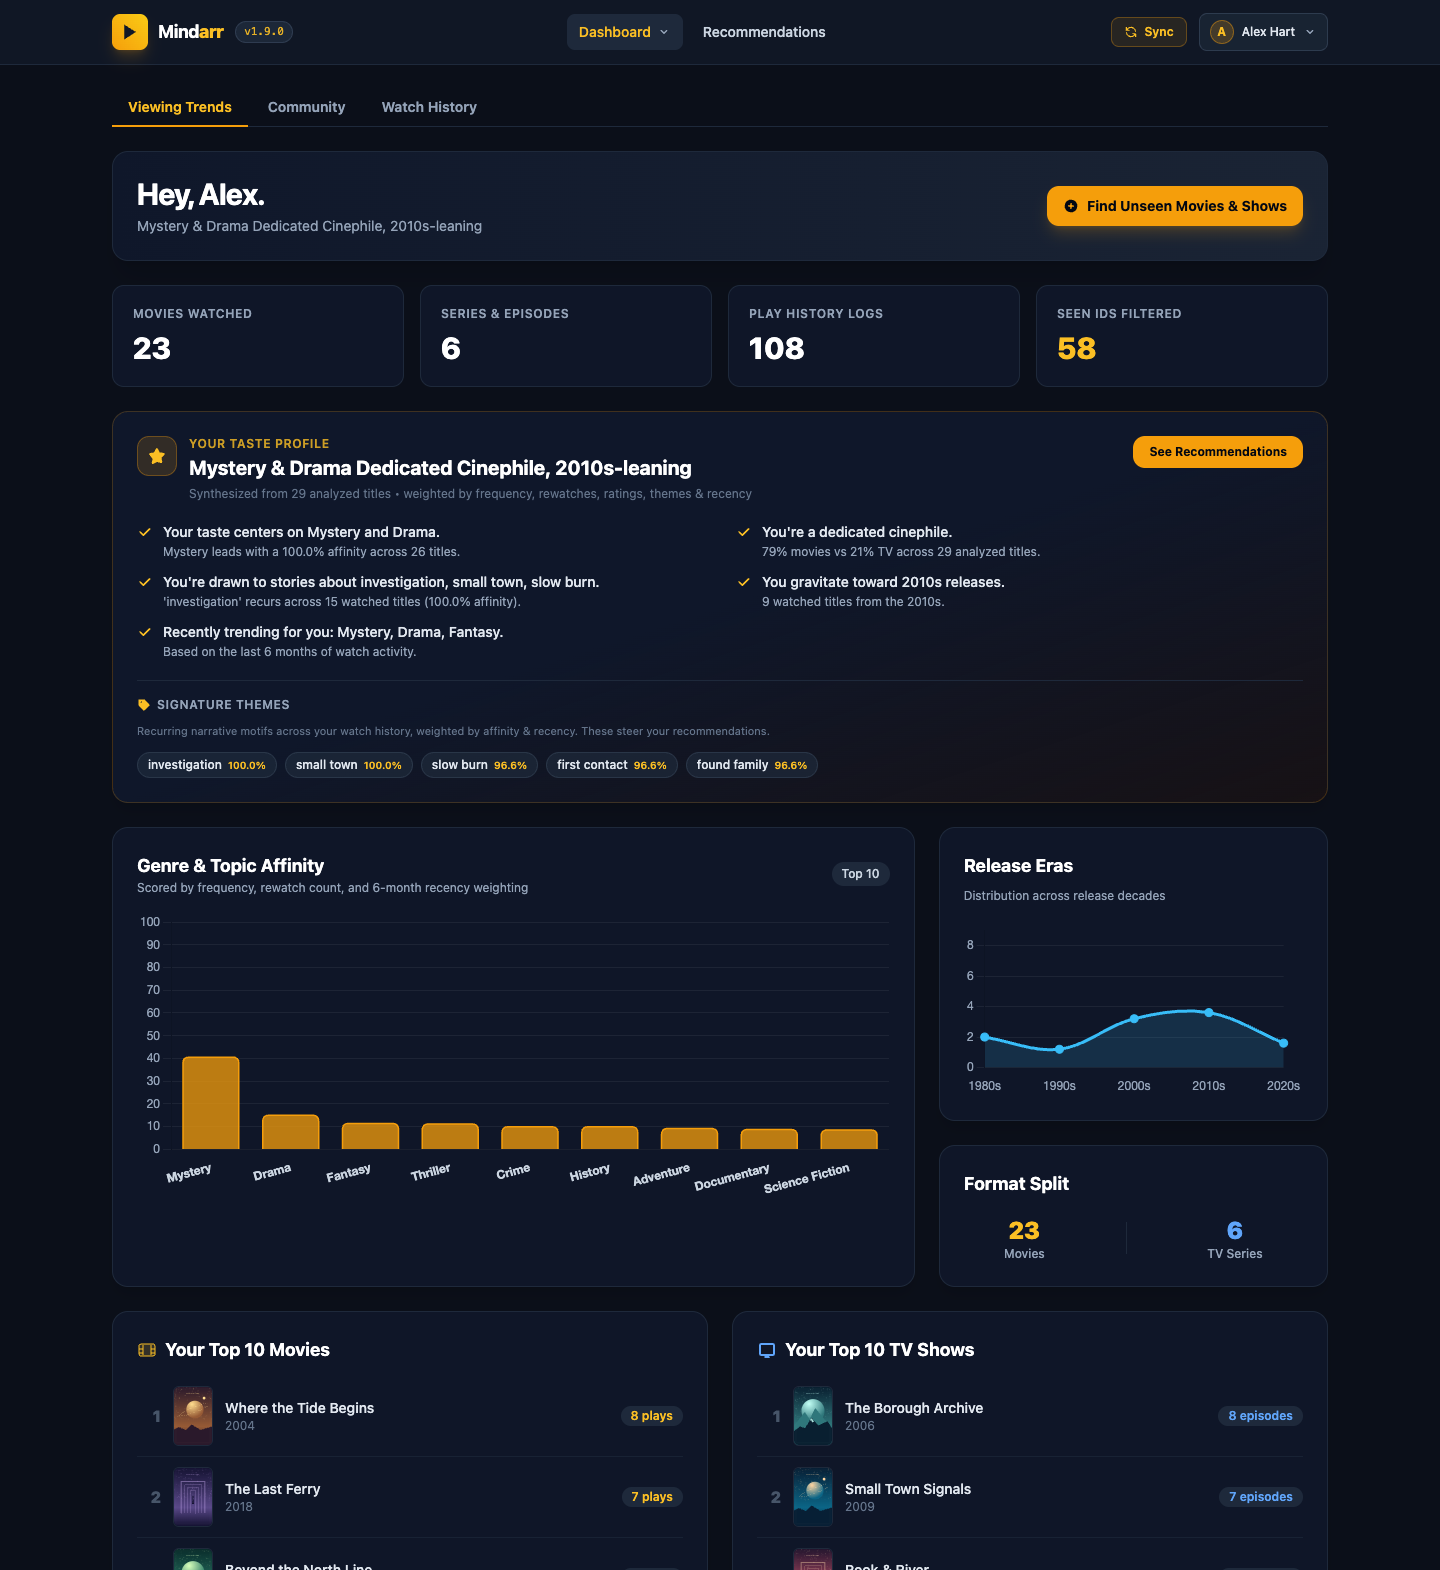 Mindarr
v1.9.0
Dashboard
Recommendations
Sync
A
Alex Hart
Viewing Trends
Community
Watch History
Hey, Alex.
Mystery & Drama Dedicated Cinephile, 2010s-leaning
Find Unseen Movies & Shows
MOVIES WATCHED
23
SERIES & EPISODES
6
PLAY HISTORY LOGS
108
SEEN IDS FILTERED
58
YOUR TASTE PROFILE
Mystery & Drama Dedicated Cinephile, 2010s-leaning
Synthesized from 29 analyzed titles • weighted by frequency, rewatches, ratings, themes & recency
See Recommendations
Your taste centers on Mystery and Drama.
Mystery leads with a 100.0% affinity across 26 titles.
You're a dedicated cinephile.
79% movies vs 21% TV across 29 analyzed titles.
You're drawn to stories about investigation, small town, slow burn.
'investigation' recurs across 15 watched titles (100.0% affinity).
You gravitate toward 2010s releases.
9 watched titles from the 2010s.
Recently trending for you: Mystery, Drama, Fantasy.
Based on the last 6 months of watch activity.
SIGNATURE THEMES
Recurring narrative motifs across your watch history, weighted by affinity & recency. These steer your recommendations.
investigation 100.0%
small town 100.0%
slow burn 96.6%
first contact 96.6%
found family 96.6%
Genre & Topic Affinity
Scored by frequency, rewatch count, and 6-month recency weighting
Top 10
100
90
80
70
60
50
40
30
20
10
0
Mystery
Drama
Fantasy
Thriller
Crime
History
Adventure
Documentary
Science Fiction
Release Eras
Distribution across release decades
8
6
4
2
0
1980s
1990s
2000s
2010s
2020s
Format Split
23
Movies
6
TV Series
Your Top 10 Movies
1
Where the Tide Begins
2004
8 plays
2
The Last Ferry
2018
7 plays
Beyond the North Line
Your Top 10 TV Shows
1
The Borough Archive
2006
8 episodes
2
Small Town Signals
2009
7 episodes